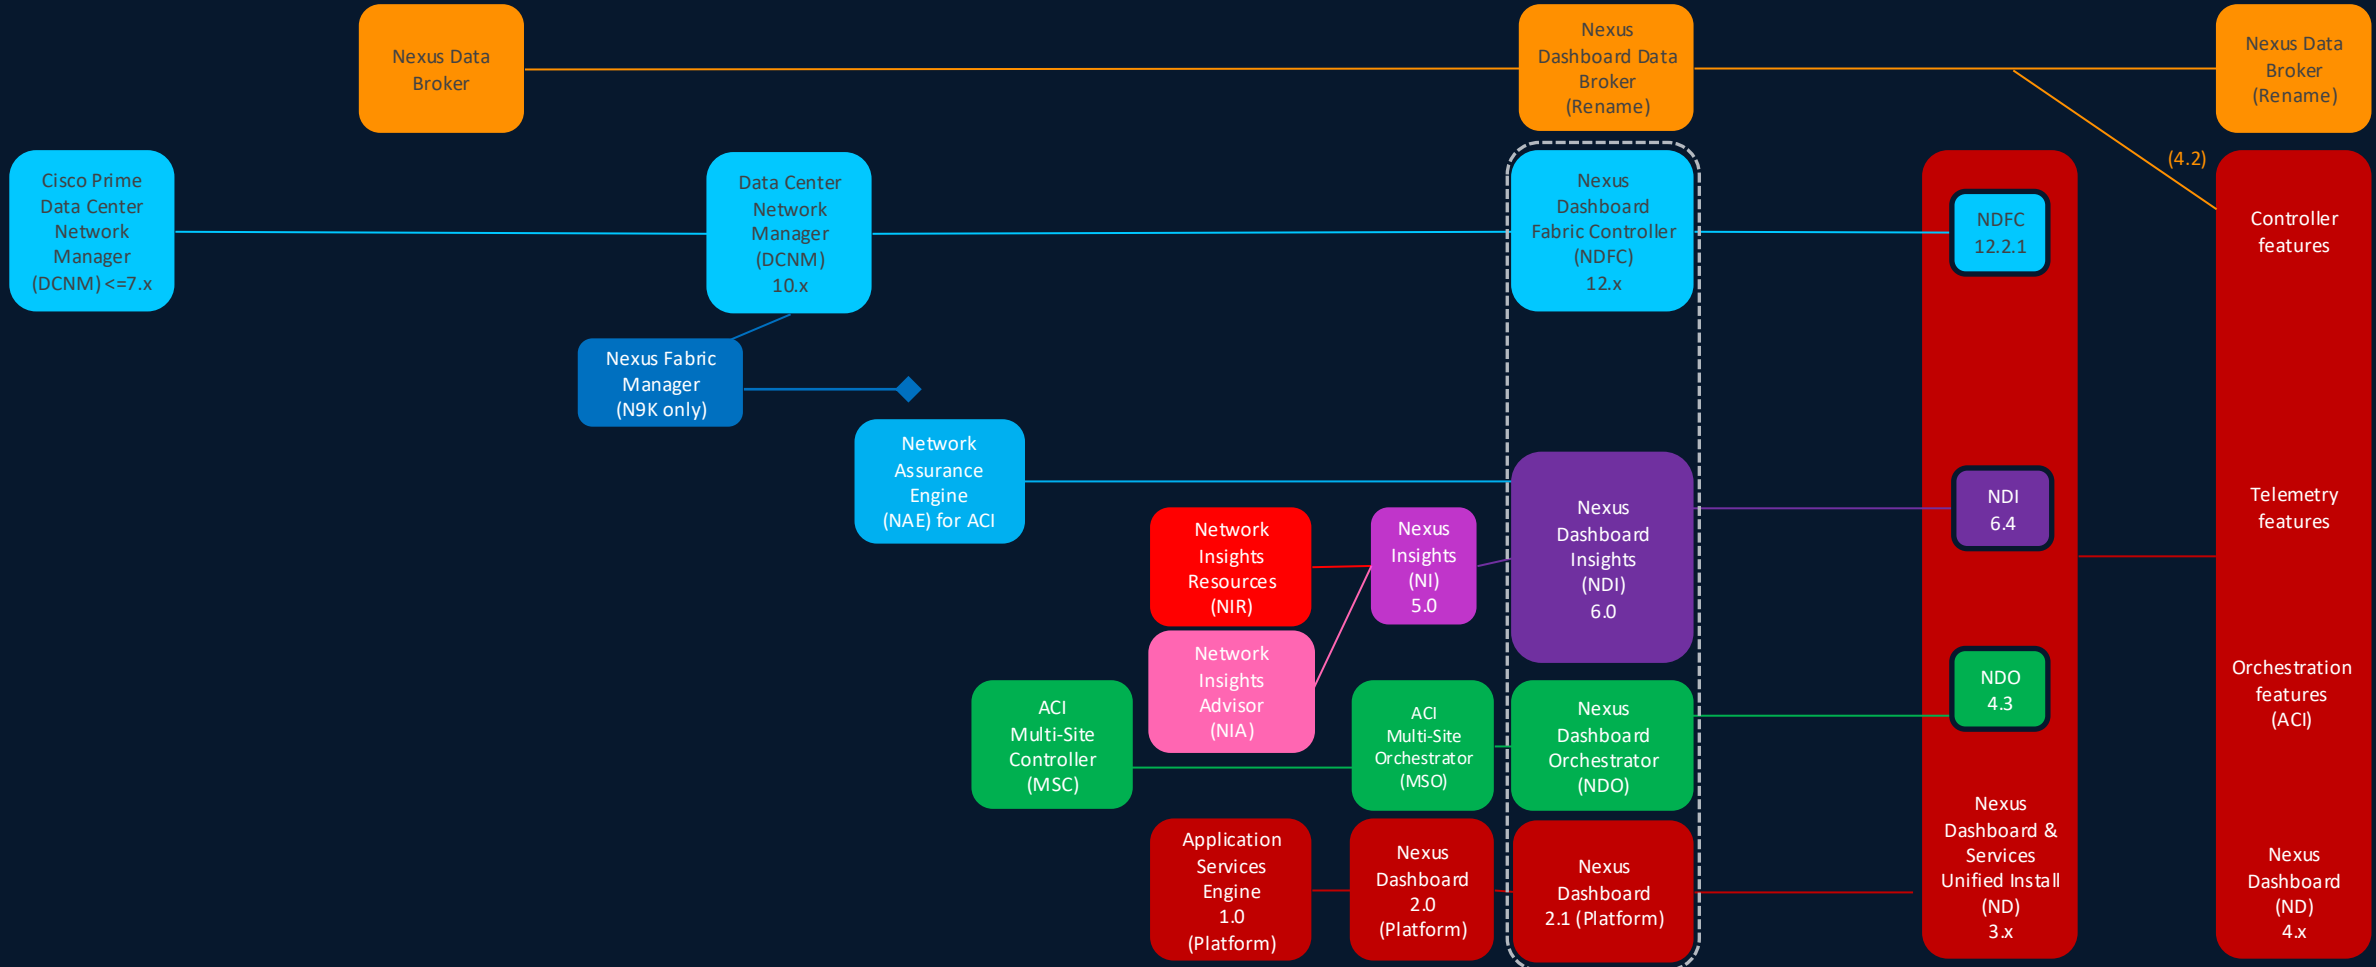 Nexus Data
Broker
Nexus
Dashboard Data
Broker
(Rename)
Nexus Data
Broker
(Rename)
(4.2)
Cisco Prime
Data Center
Network
Manager
(DCNM) <=7.x
Data Center
Network
Manager
(DCNM)
10.x
Nexus
Dashboard
Fabric Controller
(NDFC)
12.x
NDFC
12.2.1
Controller
features
Nexus Fabric
Manager
(N9K only)
Network
Assurance
Engine
(NAE) for ACI
Network
Insights
Resources
(NIR)
Nexus
Insights
(NI)
5.0
Nexus
Dashboard
Insights
(NDI)
6.0
NDI
6.4
Telemetry
features
Network
Insights
Advisor
(NIA)
ACI
Multi-Site
Controller
(MSC)
ACI
Multi-Site
Orchestrator
(MSO)
Nexus
Dashboard
Orchestrator
(NDO)
NDO
4.3
Orchestration
features
(ACI)
Application
Services
Engine
1.0
(Platform)
Nexus
Dashboard
2.0
(Platform)
Nexus
Dashboard
2.1 (Platform)
Nexus
Dashboard &
Services
Unified Install
(ND)
3.x
Nexus
Dashboard
(ND)
4.x